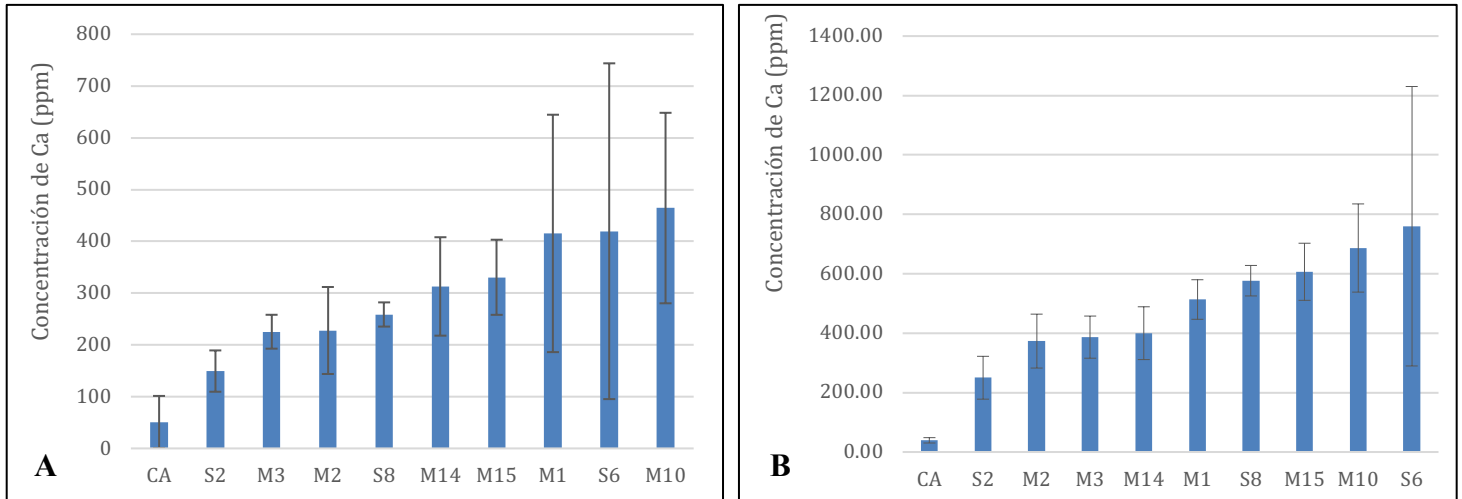 Concentración de Ca (ppm)
800
700
600
500
400
300
200
100
0
CA S2 M3 M2 S8 M14 M15 M1 S6 M10
A
Concentración de Ca (ppm)
1400.00
1200.00
1000.00
800.00
600.00
400.00
200.00
0.00
CA S2 M2 M3 M14 M1 S8 M15 M10 S6
B